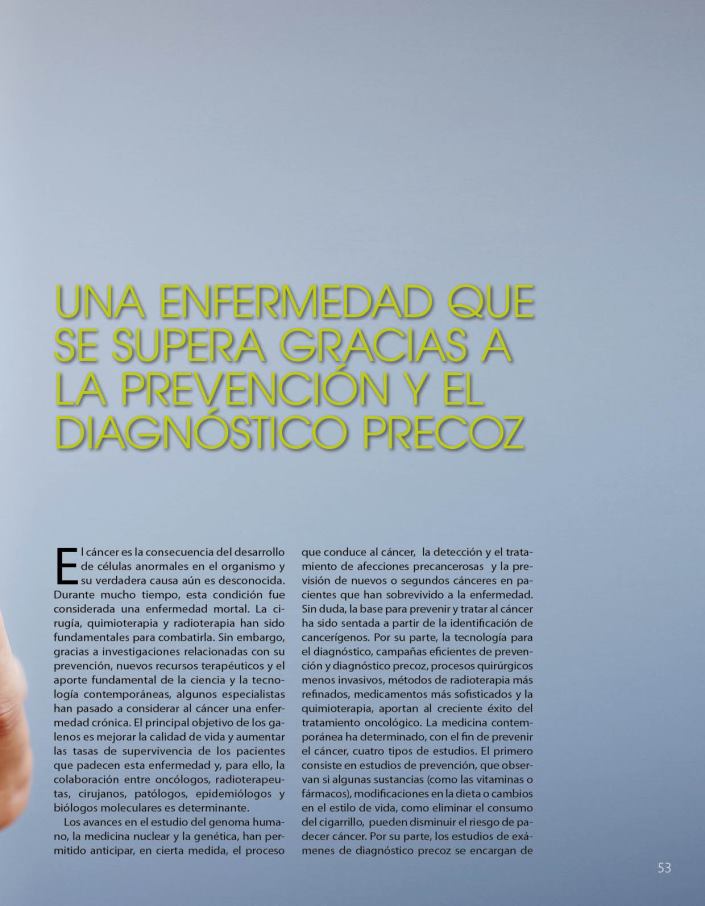 UNA ENFERMEDAD QUE
SE SUPERA GRACIAS A
LA PREVENCIÓN Y EL
DIAGNÓSTICO PRECOZ
El cáncer es la consecuencia del desarrollo
de células anormales en el organismo y
su verdadera causa aún es desconocida.
Durante mucho tiempo, esta condición fue
considerada una enfermedad mortal. La ci-
rugía, quimioterapia y radioterapia han sido
fundamentales para combatirla. Sin embargo,
gracias a investigaciones relacionadas con su
prevención, nuevos recursos terapéuticos y el
aporte fundamental de la ciencia y la tecno-
logía contemporáneas, algunos especialistas
han pasado a considerar al cáncer una enfer-
medad crónica. El principal objetivo de los ga-
lenos es mejorar la calidad de vida y aumentar
las tasas de supervivencia de los pacientes
que padecen esta enfermedad y, para ello, la
colaboración entre oncólogos, radioterapeu-
tas, cirujanos, patólogos, epidemiólogos y
biólogos moleculares es determinante.
Los avances en el estudio del genoma huma-
no, la medicina nuclear y la genética, han per-
mitido anticipar, en cierta medida, el proceso
que conduce al cáncer, la detección y el trata-
miento de afecciones precancerosas y la pre-
visión de nuevos o segundos cánceres en pa-
cientes que han sobrevivido a la enfermedad.
Sin duda, la base para prevenir y tratar al cáncer
ha sido sentada a partir de la identificación de
cancerígenos. Por su parte, la tecnología para
el diagnóstico, campañas eficientes de preven-
ción y diagnóstico precoz, procesos quirúrgicos
menos invasivos, métodos de radioterapia más
refinados, medicamentos más sofisticados y la
quimioterapia, aportan al creciente éxito del
tratamiento oncológico. La medicina contem-
poránea ha determinado, con el fin de prevenir
el cáncer, cuatro tipos de estudios. El primero
consiste en estudios de prevención, que obser-
van si algunas sustancias (como las vitaminas o
fármacos), modificaciones en la dieta o cambios
en el estilo de vida, como eliminar el consumo
del cigarrillo, pueden disminuir el riesgo de pa-
decer cáncer. Por su parte, los estudios de exá-
menes de diagnóstico precoz se encargan de
53